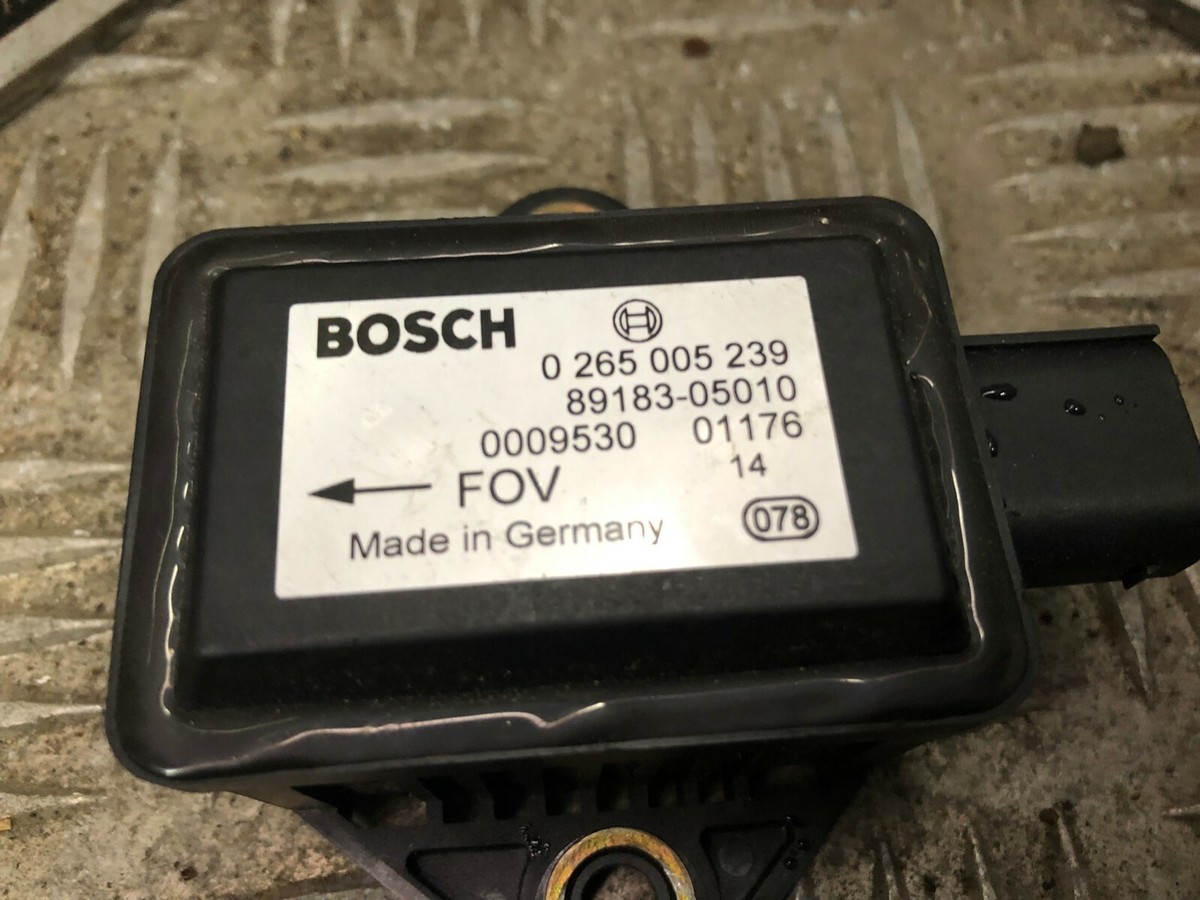 BOSCH
0 265 005 239
89183-05010
0009530 01176
← FOV 14
Made in Germany 078